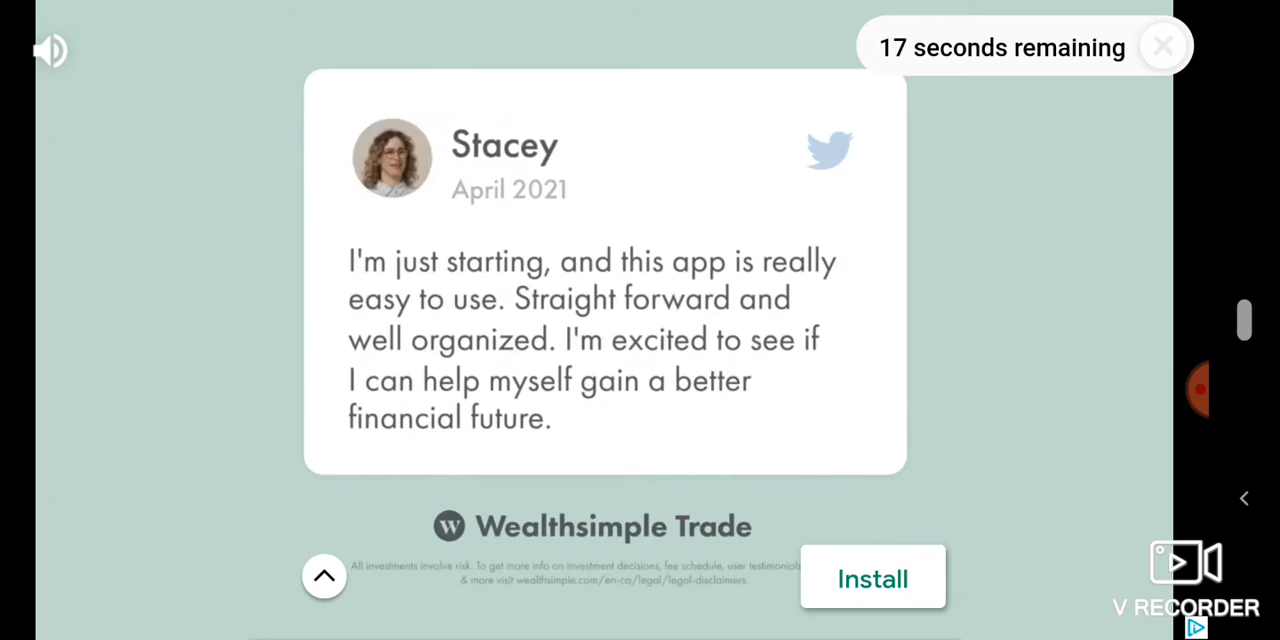 17 seconds remaining
Stacey
April 2021
I'm just starting, and this app is really
easy to use. Straight forward and
well organized. I'm excited to see if
I can help myself gain a better
financial future.
W Wealthsimple Trade
All investments involve risk. To get more info on investment decisions, fee schedule, user testimonials
& more visit wealthsimple.com/en-ca/legal/legal-disclaimers.
Install
V RECORDER